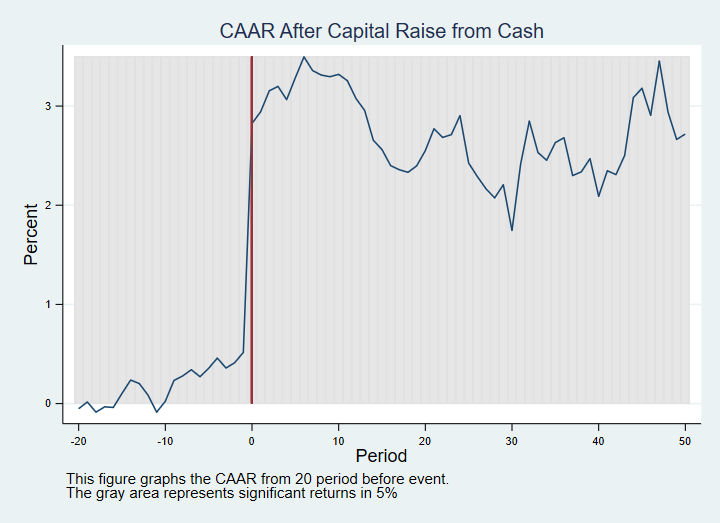 CAAR After Capital Raise from Cash
Percent
3
2
1
0
-20 -10 0 10 20 30 40 50
Period
This figure graphs the CAAR from 20 period before event.
The gray area represents significant returns in 5%